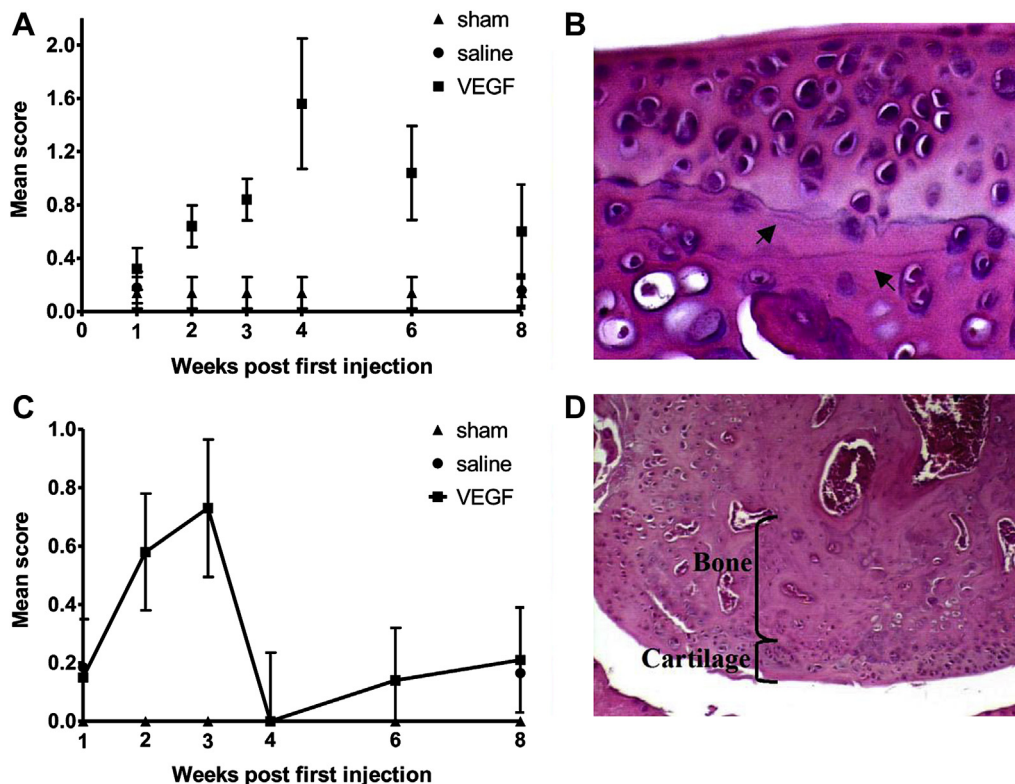 A
sham
saline
VEGF
2.0
1.6
1.2
0.8
0.4
0.0
Mean score
0 1 2 3 4 6 8
Weeks post first injection
B
C
sham
saline
VEGF
1.0
0.8
0.6
0.4
0.2
0.0
Mean score
1 2 3 4 6 8
Weeks post first injection
D
Bone
Cartilage